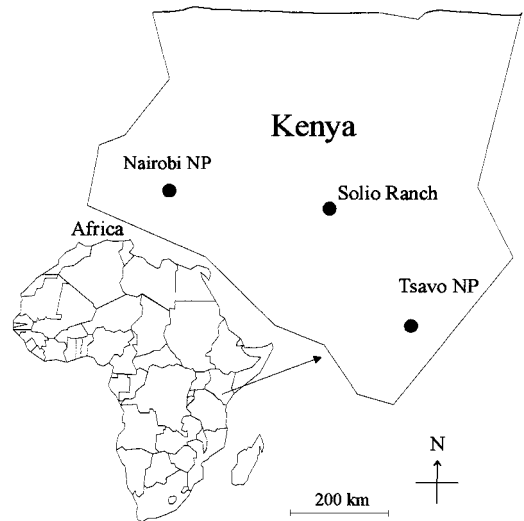 Kenya
Nairobi NP
Solio Ranch
Africa
Tsavo NP
N
200 km